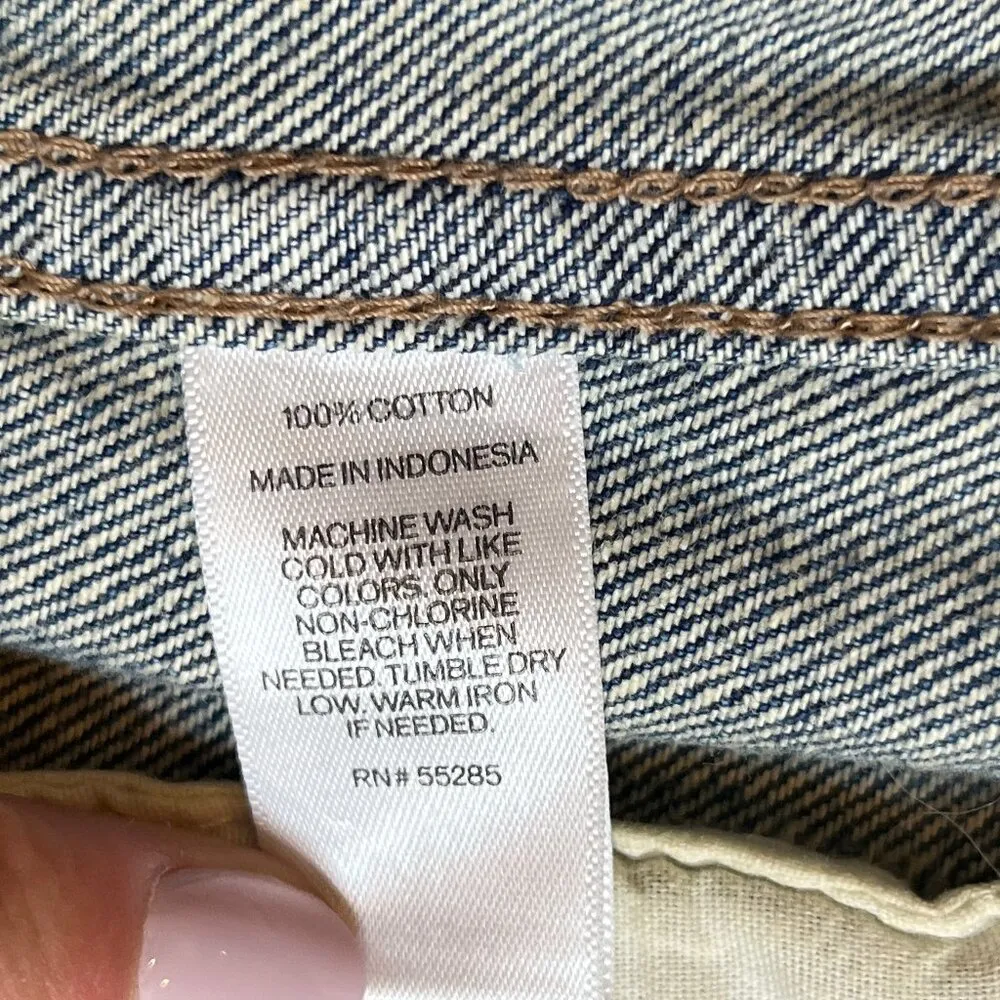 100% COTTON
MADE IN INDONESIA
MACHINE WASH
COLD WITH LIKE
COLORS. ONLY
NON-CHLORINE
BLEACH WHEN
NEEDED. TUMBLE DRY
LOW. WARM IRON
IF NEEDED.
RN# 55285